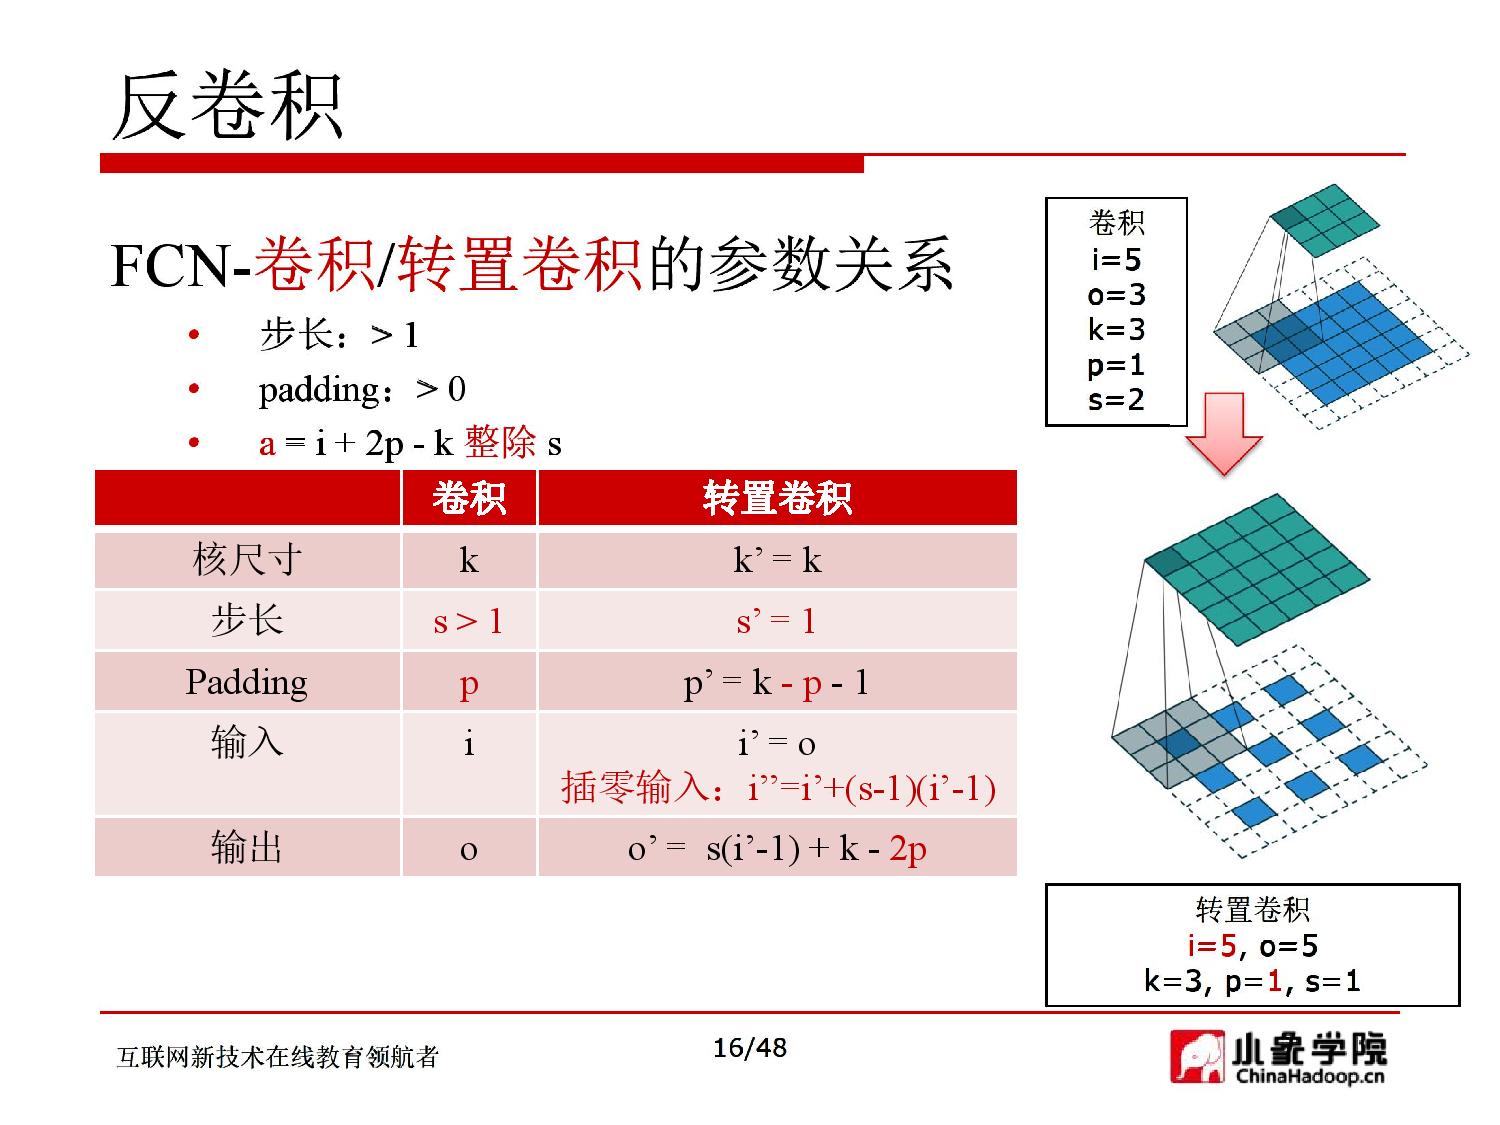 反卷积
FCN-卷积/转置卷积的参数关系
• 步长：> 1
• padding：> 0
• a = i + 2p - k 整除 s
卷积 转置卷积
核尺寸 k k’ = k
步长 s > 1 s’ = 1
Padding p p’ = k - p - 1
输入 i i’ = o
插零输入：i”=i’+(s-1)(i’-1)
输出 o o’ = s(i’-1) + k - 2p
卷积
i=5
o=3
k=3
p=1
s=2
转置卷积
i=5, o=5
k=3, p=1, s=1
互联网新技术在线教育领航者
16/48
小象学院
ChinaHadoop.cn